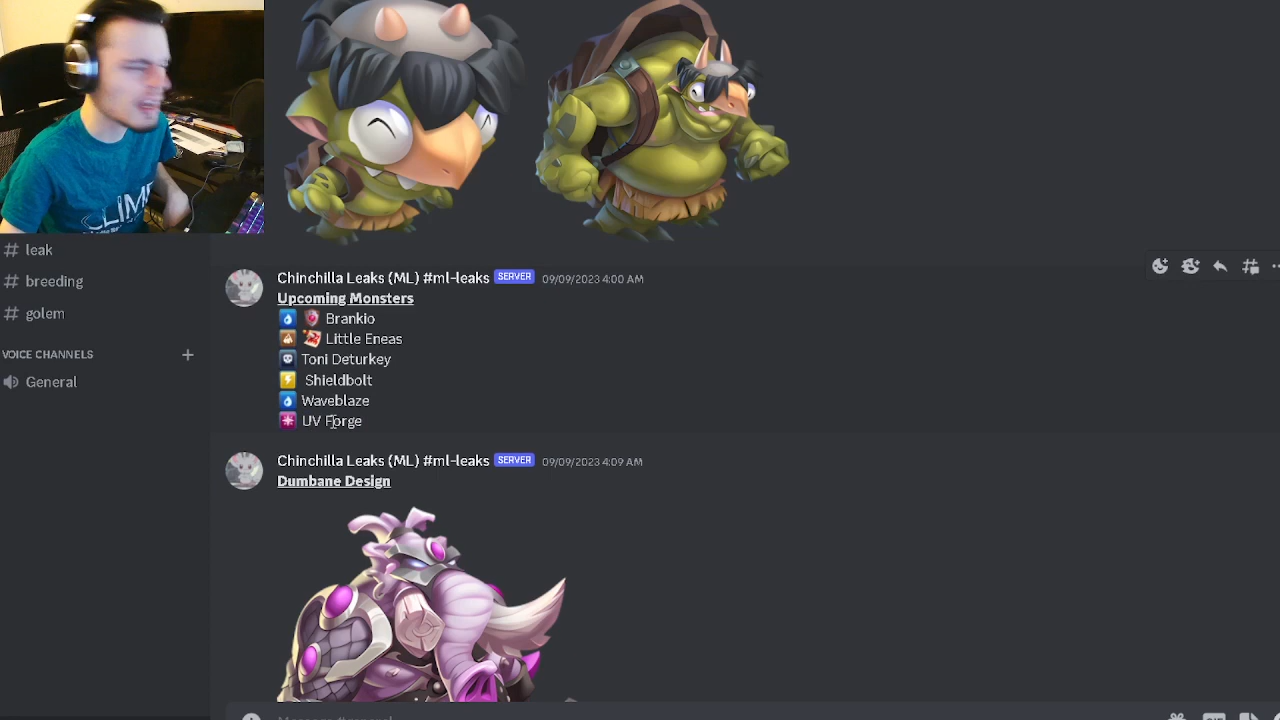 CLIME
leak
breeding
golem
VOICE CHANNELS
General
Chinchilla Leaks (ML) #ml-leaks SERVER 09/09/2023 4:00 AM
Upcoming Monsters
Brankio
Little Eneas
Toni Deturkey
Shieldbolt
Waveblaze
UV Forge
Chinchilla Leaks (ML) #ml-leaks SERVER 09/09/2023 4:09 AM
Dumbane Design